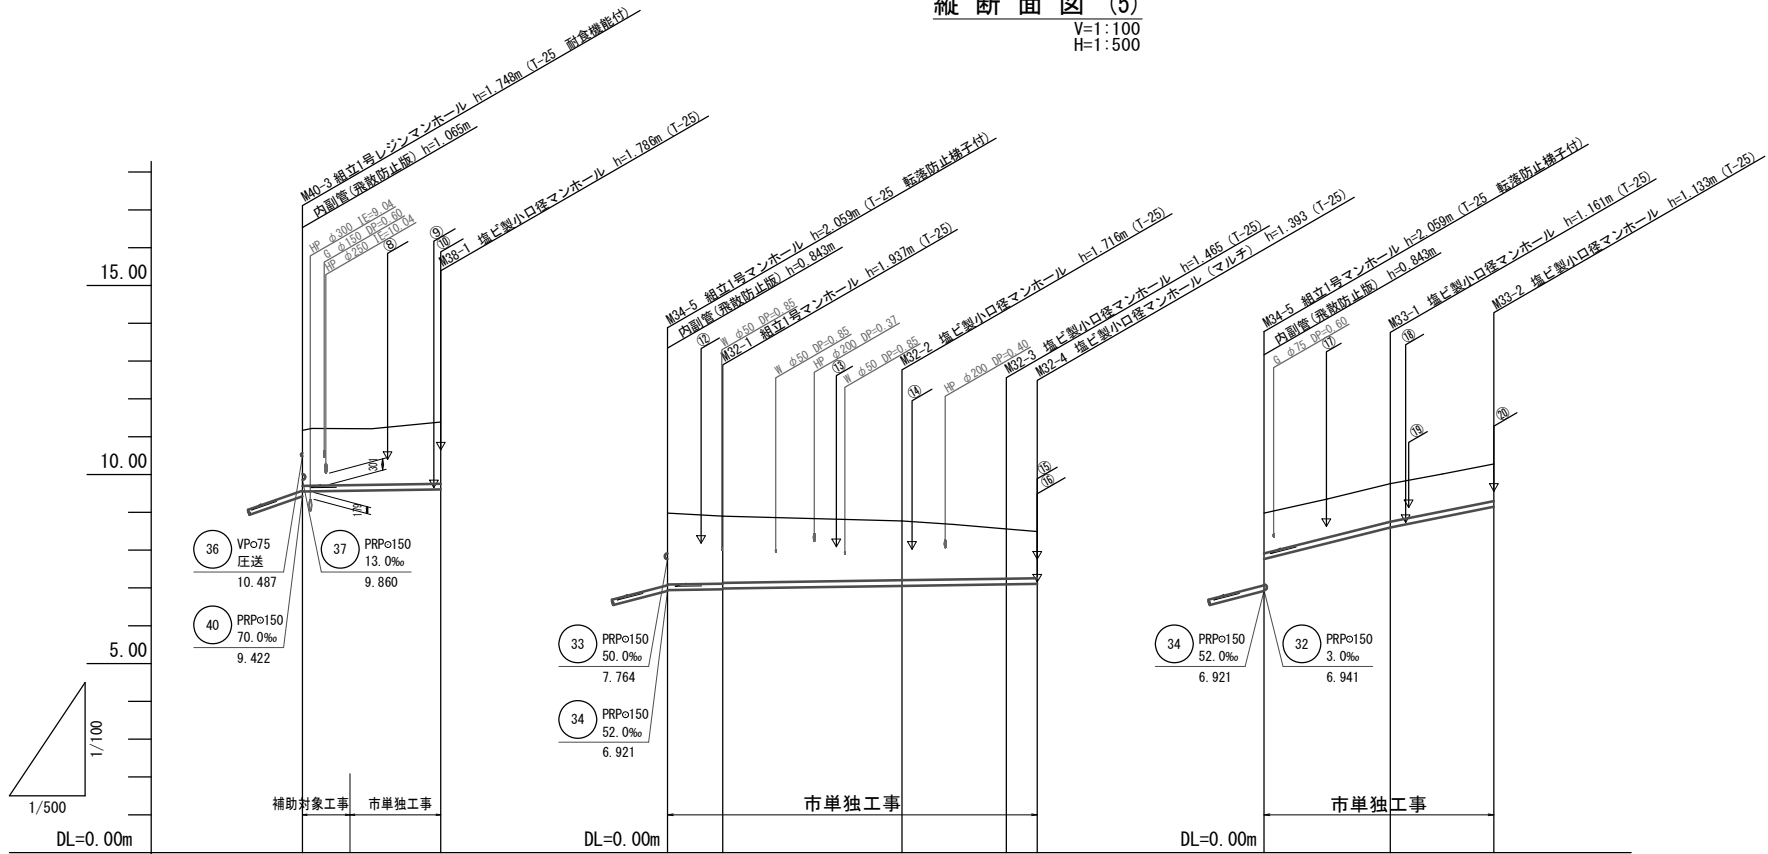 縦 断 面 図 (5)
V=1:100
H=1:500
M40-3 組立1号レジンマンホール h=1.748m (T-25 耐食機能付)
内副管(飛散防止版) h=1.065m
HP φ300 IE=9.04
G φ150 DP=0.60
HP φ250 IE=10.04
⑧
⑨
⑩
M38-1 塩ビ製小口径マンホール h=1.786m (T-25)
M34-5 組立1号マンホール h=2.059m (T-25 転落防止梯子付)
内副管(飛散防止版) h=0.843m
⑫
W φ50 DP=0.85
M32-1 組立1号マンホール h=1.937m (T-25)
W φ50 DP=0.85
HP φ200 DP=0.37
⑬
W φ50 DP=0.85
M32-2 塩ビ製小口径マンホール h=1.716m (T-25)
⑭
HP φ200 DP=0.40
M32-3 塩ビ製小口径マンホール h=1.465 (T-25)
M32-4 塩ビ製小口径マンホール (マルチ) h=1.393 (T-25)
⑮
⑯
M34-5 組立1号マンホール h=2.059m (T-25 転落防止梯子付)
内副管(飛散防止版) h=0.843m
G φ75 DP=0.60
⑰
M33-1 塩ビ製小口径マンホール h=1.161m (T-25)
⑱
⑲
M33-2 塩ビ製小口径マンホール h=1.133m (T-25)
⑳
15.00
10.00
5.00
301
36
VP○75
圧送
10.487
37
PRP○150
13.0‰
9.860
40
PRP○150
70.0‰
9.422
33
PRP○150
50.0‰
7.764
34
PRP○150
52.0‰
6.921
34
PRP○150
52.0‰
6.921
32
PRP○150
3.0‰
6.941
1/100
1/500
補助対象工事
市単独工事
市単独工事
市単独工事
DL=0.00m
DL=0.00m
DL=0.00m